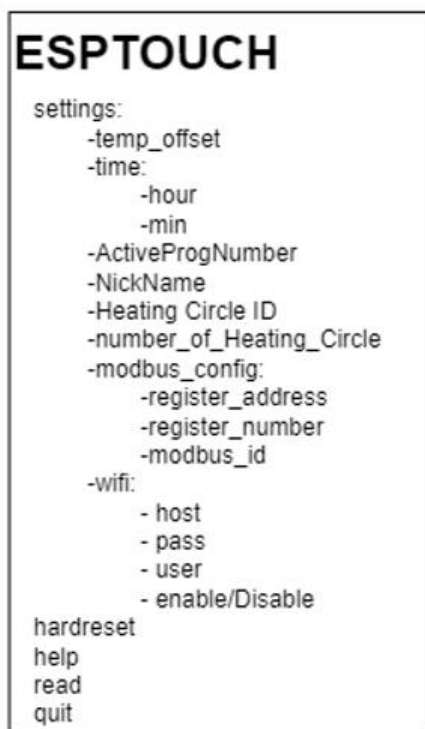 ESPTOUCH
settings:
-temp_offset
-time:
-hour
-min
-ActiveProgNumber
-NickName
-Heating Circle ID
-number_of_Heating_Circle
-modbus_config:
-register_address
-register_number
-modbus_id
-wifi:
- host
- pass
- user
- enable/Disable
hardreset
help
read
quit